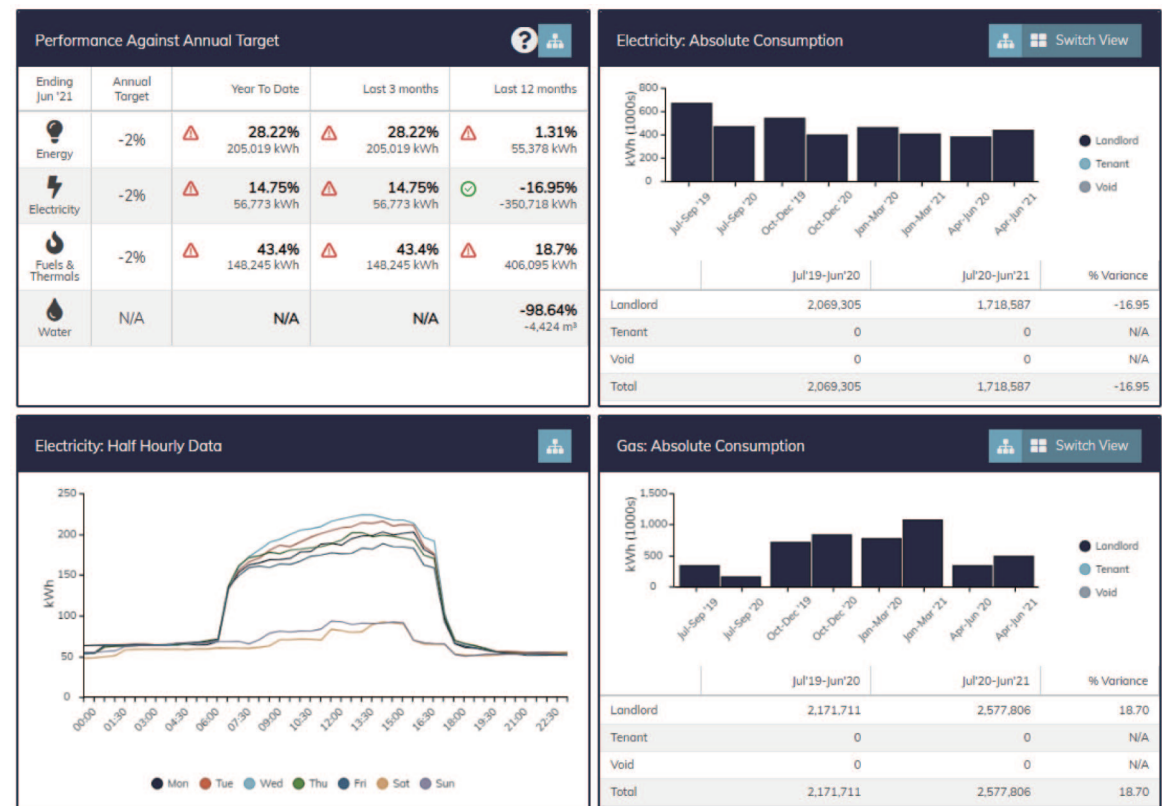 Performance Against Annual Target
?
Ending Jun '21 Annual Target Year To Date Last 3 months Last 12 months
Energy -2% 28.22% 28.22% 1.31%
205,019 kWh 205,019 kWh 55,378 kWh
Electricity -2% 14.75% 14.75% -16.95%
56,773 kWh 56,773 kWh -350,718 kWh
Fuels & Thermals -2% 43.4% 43.4% 18.7%
148,245 kWh 148,245 kWh 406,095 kWh
Water N/A N/A N/A -98.64%
-4,424 m³
Electricity: Absolute Consumption
Switch View
kWh (1000s)
800
600
400
200
0
Jul-Sep '19 Jul-Sep '20 Oct-Dec '19 Oct-Dec '20 Jan-Mar '20 Jan-Mar '21 Apr-Jun '20 Apr-Jun '21
Landlord
Tenant
Void
Jul'19-Jun'20 Jul'20-Jun'21 % Variance
Landlord 2,069,305 1,718,587 -16.95
Tenant 0 0 N/A
Void 0 0 N/A
Total 2,069,305 1,718,587 -16.95
Electricity: Half Hourly Data
kWh
250
200
150
100
50
0
00:00 01:30 03:00 04:30 06:00 07:30 09:00 10:30 12:00 13:30 15:00 16:30 18:00 19:30 21:00 22:30
Mon Tue Wed Thu Fri Sat Sun
Gas: Absolute Consumption
Switch View
kWh (1000s)
1,500
1,000
500
0
Jul-Sep '19 Jul-Sep '20 Oct-Dec '19 Oct-Dec '20 Jan-Mar '20 Jan-Mar '21 Apr-Jun '20 Apr-Jun '21
Landlord
Tenant
Void
Jul'19-Jun'20 Jul'20-Jun'21 % Variance
Landlord 2,171,711 2,577,806 18.70
Tenant 0 0 N/A
Void 0 0 N/A
Total 2,171,711 2,577,806 18.70